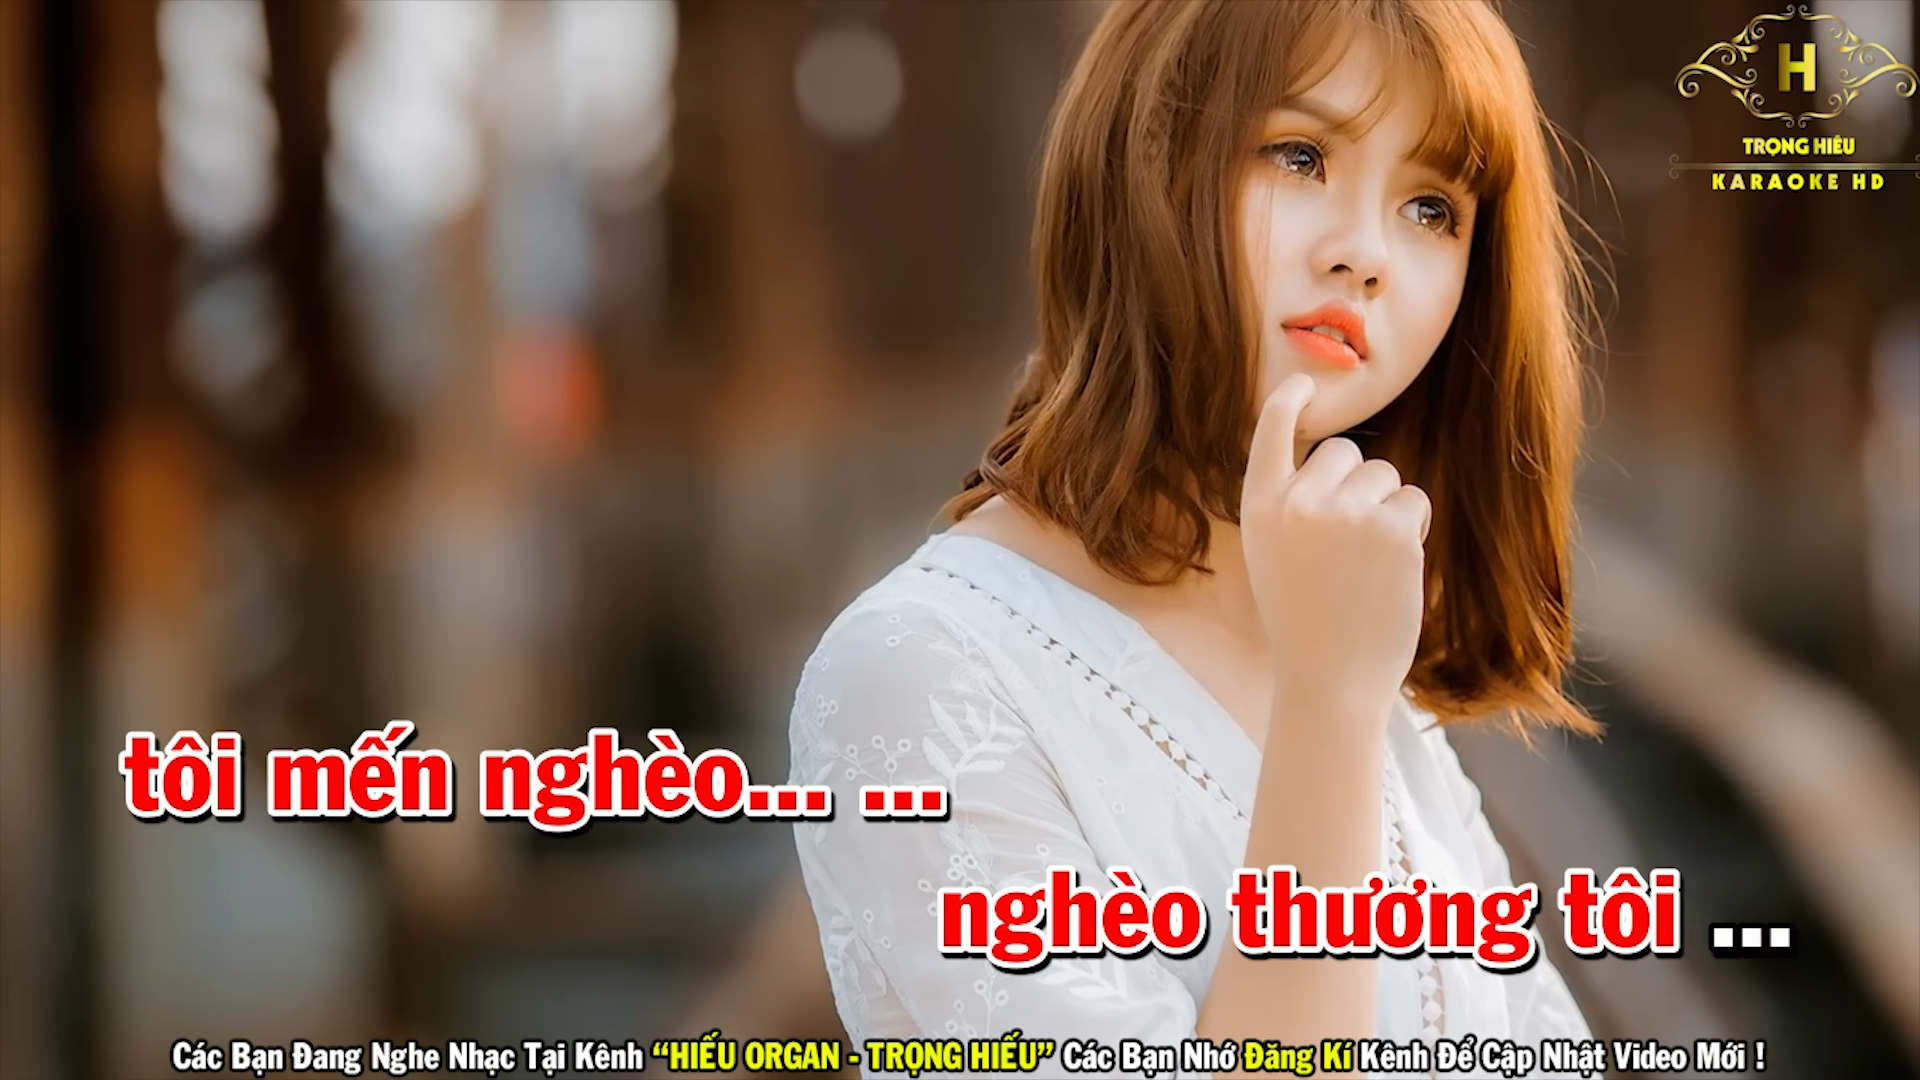 H
TRỌNG HIẾU
KARAOKE HD
tôi mến nghèo... ...
nghèo thương tôi ...
Các Bạn Đang Nghe Nhạc Tại Kênh “HIẾU ORGAN - TRỌNG HIẾU” Các Bạn Nhớ Đăng Kí Kênh Để Cập Nhật Video Mới !